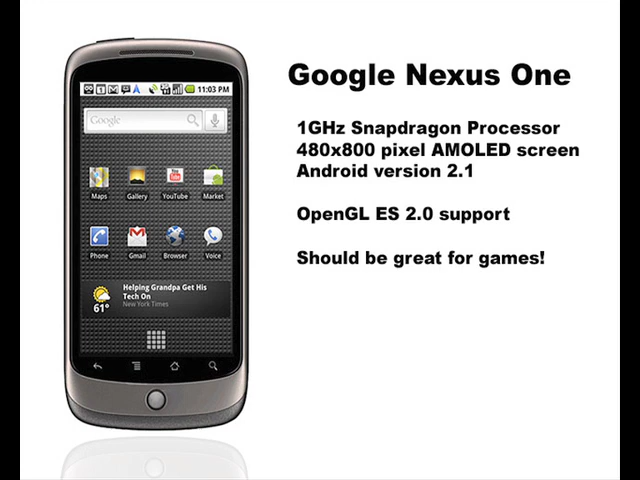 Google Nexus One
1GHz Snapdragon Processor
480x800 pixel AMOLED screen
Android version 2.1
OpenGL ES 2.0 support
Should be great for games!
11:03 PM
Google
Maps
Gallery
YouTube
Market
Phone
Gmail
Browser
Voice
61°
Helping Grandpa Get His
Tech On
New York Times